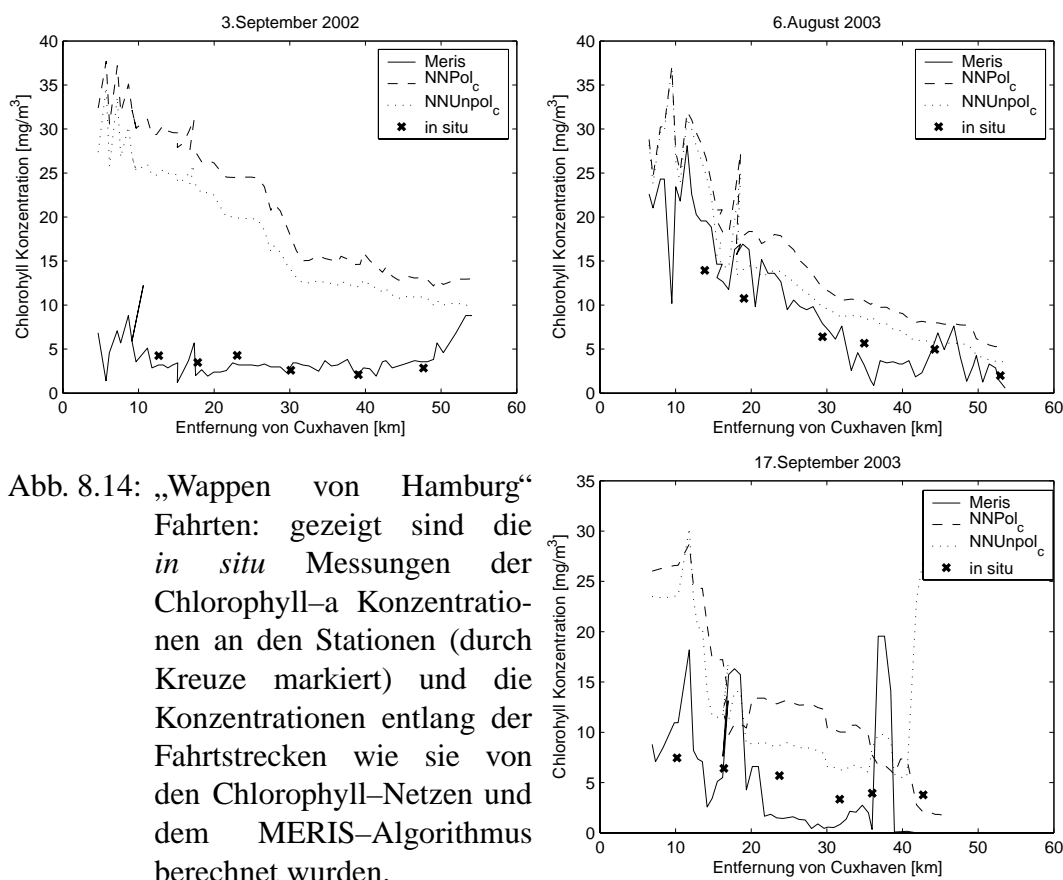 3.September 2002
40
35
30
25
20
15
10
5
0
Chlorohyll Konzentration [mg/m³]
Meris
NNPol_c
NNUnpol_c
in situ
0 10 20 30 40 50 60
Entfernung von Cuxhaven [km]
6.August 2003
40
35
30
25
20
15
10
5
0
Chlorohyll Konzentration [mg/m³]
Meris
NNPol_c
NNUnpol_c
in situ
0 10 20 30 40 50 60
Entfernung von Cuxhaven [km]
Abb. 8.14: „Wappen von Hamburg“
Fahrten: gezeigt sind die
in situ Messungen der
Chlorophyll–a Konzentratio-
nen an den Stationen (durch
Kreuze markiert) und die
Konzentrationen entlang der
Fahrtstrecken wie sie von
den Chlorophyll–Netzen und
dem MERIS–Algorithmus
berechnet wurden.
17.September 2003
35
30
25
20
15
10
5
0
Chlorohyll Konzentration [mg/m³]
Meris
NNPol_c
NNUnpol_c
in situ
0 10 20 30 40 50 60
Entfernung von Cuxhaven [km]